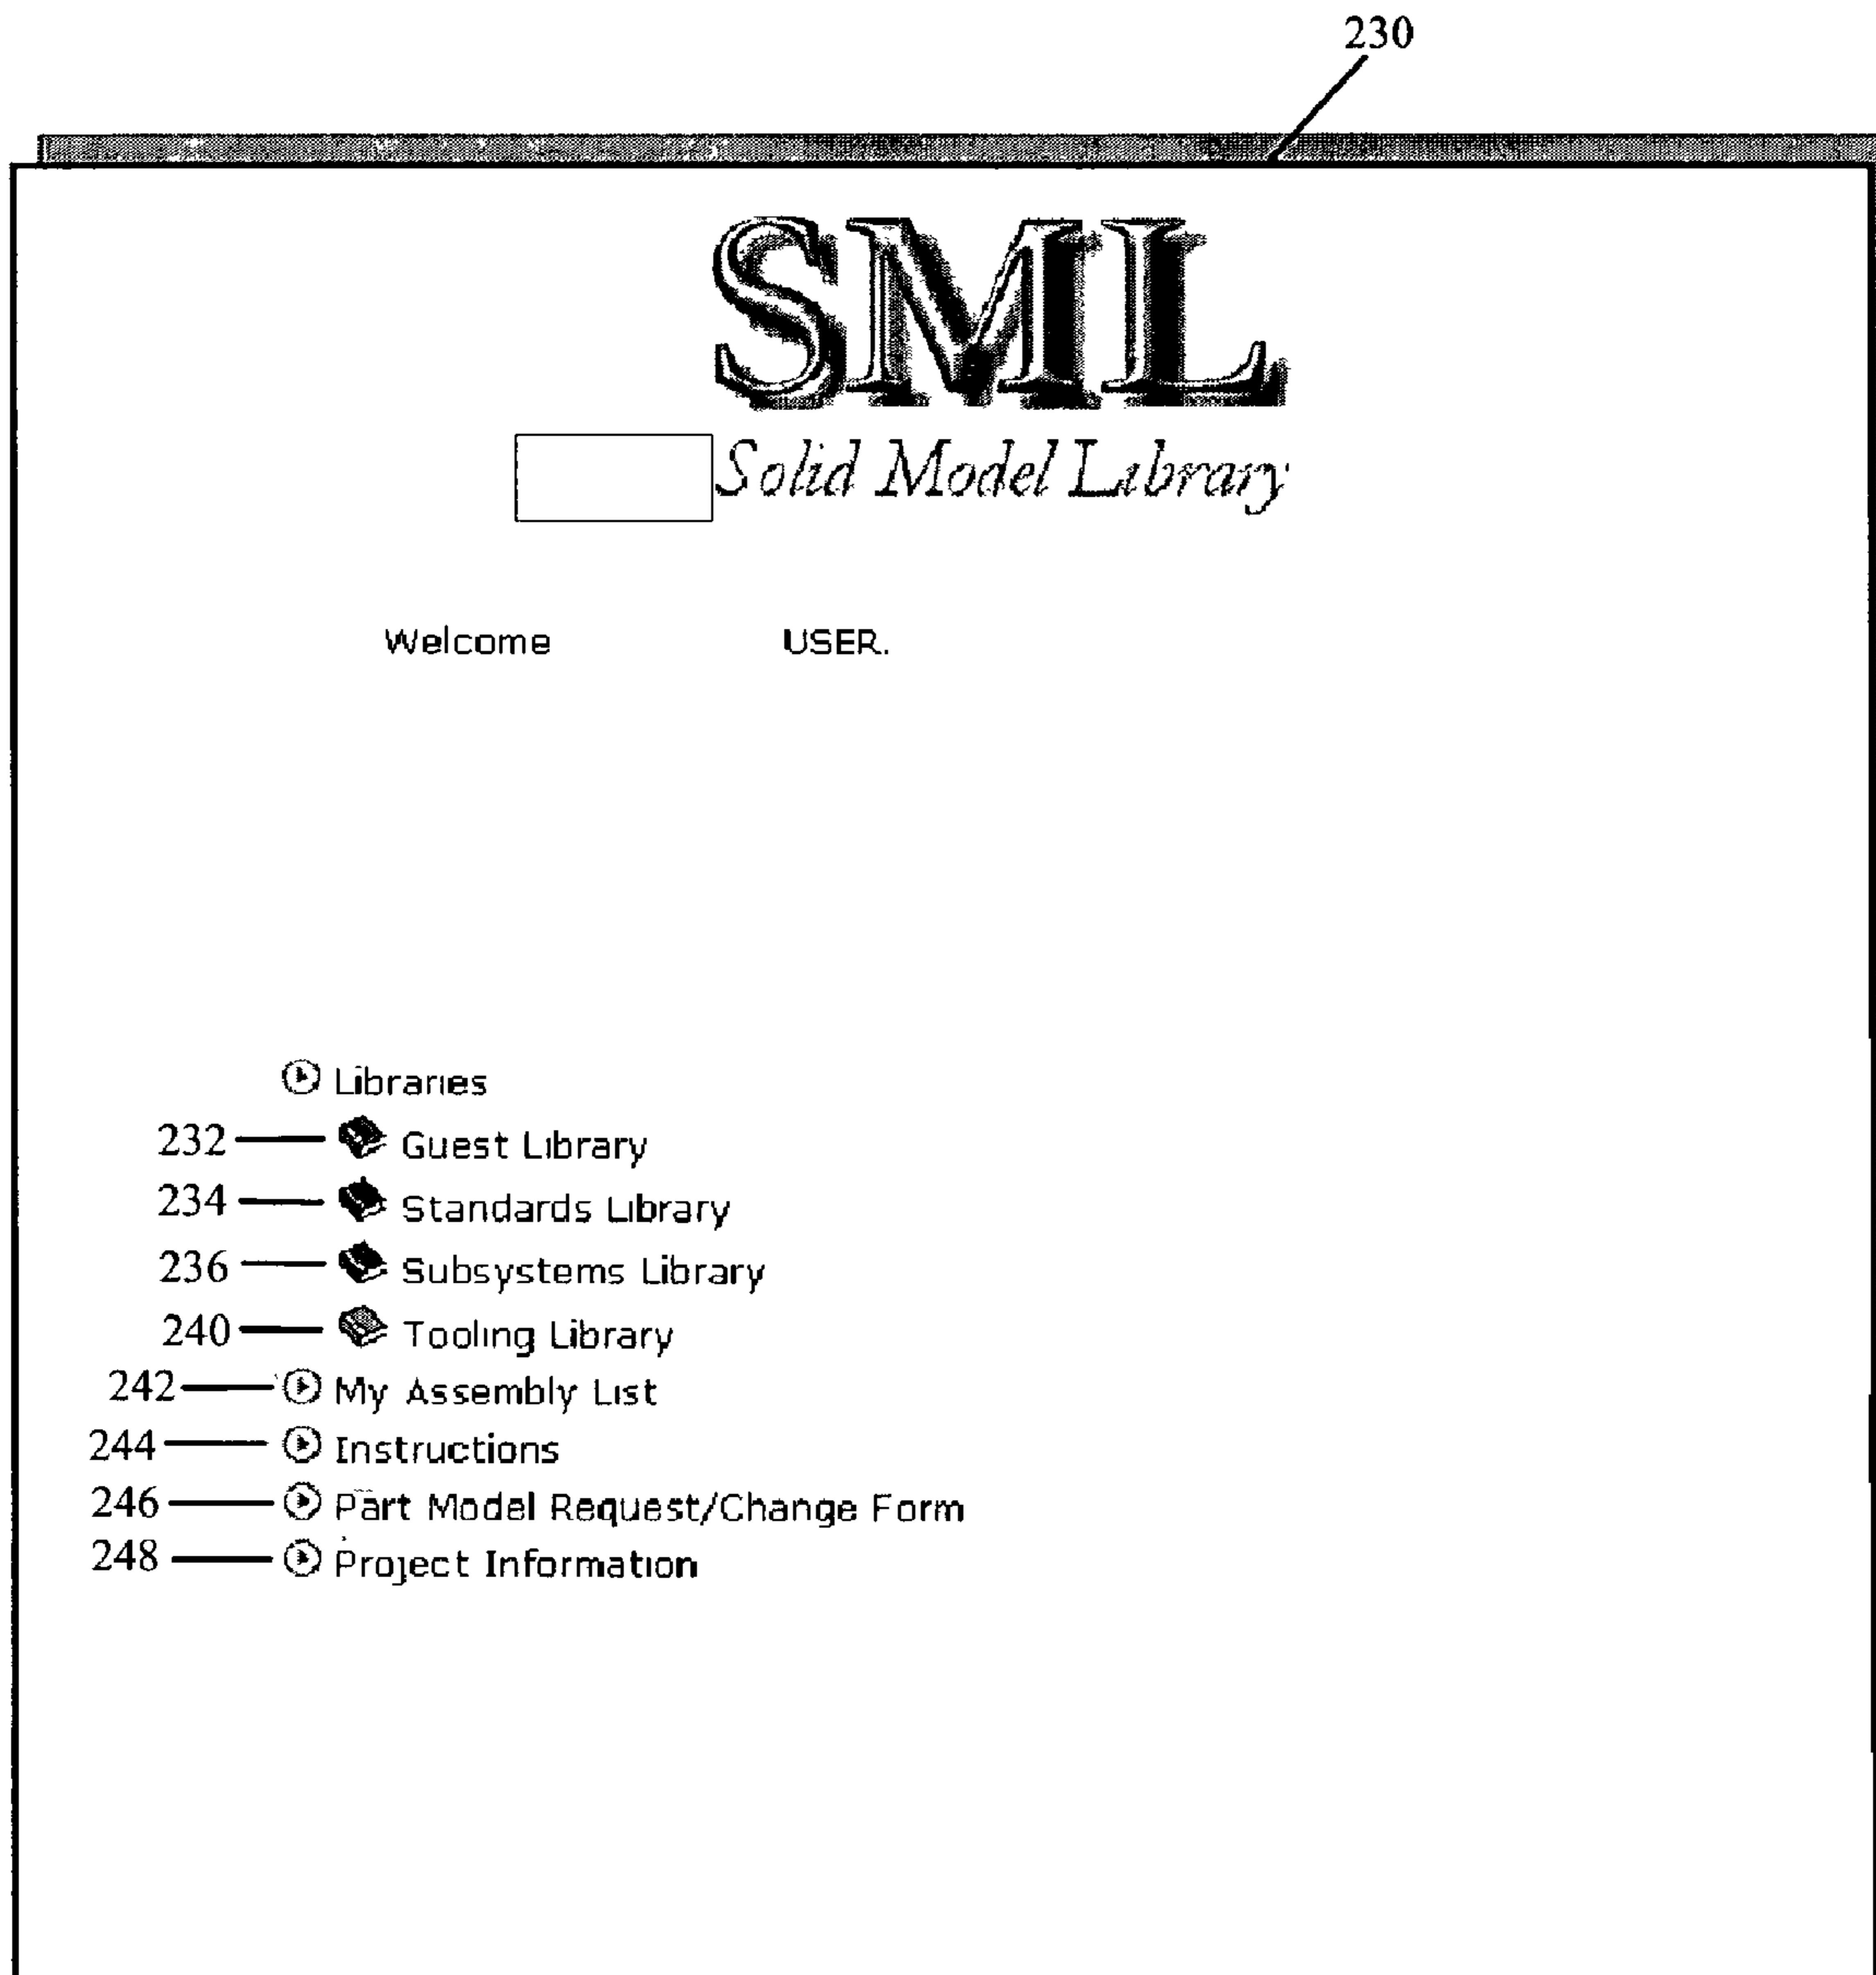 230
SML
Solid Model Library
Welcome USER.
Libraries
232 Guest Library
234 Standards Library
236 Subsystems Library
240 Tooling Library
242 My Assembly List
244 Instructions
246 Part Model Request/Change Form
248 Project Information